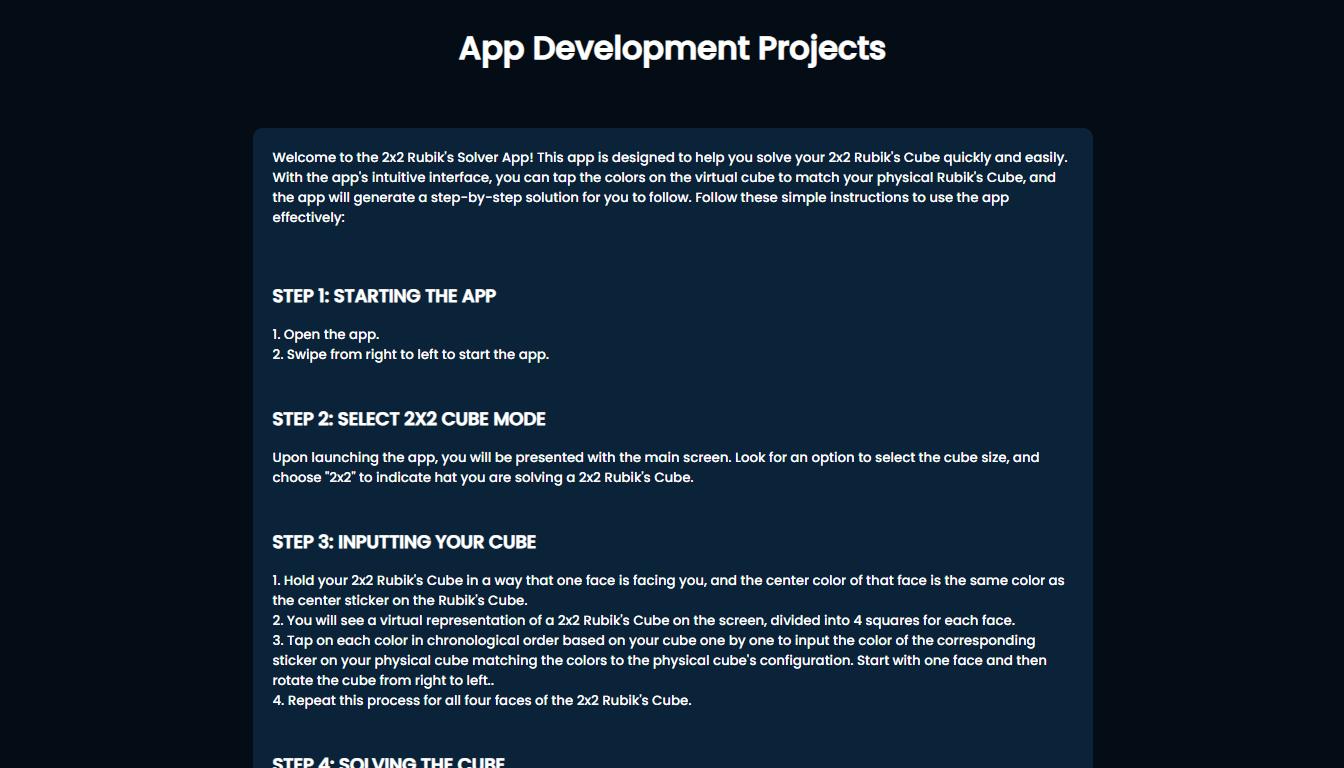 App Development Projects
Welcome to the 2x2 Rubik's Solver App! This app is designed to help you solve your 2x2 Rubik's Cube quickly and easily.
With the app's intuitive interface, you can tap the colors on the virtual cube to match your physical Rubik's Cube, and
the app will generate a step-by-step solution for you to follow. Follow these simple instructions to use the app
effectively:
STEP 1: STARTING THE APP
1. Open the app.
2. Swipe from right to left to start the app.
STEP 2: SELECT 2X2 CUBE MODE
Upon launching the app, you will be presented with the main screen. Look for an option to select the cube size, and
choose "2x2" to indicate hat you are solving a 2x2 Rubik's Cube.
STEP 3: INPUTTING YOUR CUBE
1. Hold your 2x2 Rubik's Cube in a way that one face is facing you, and the center color of that face is the same color as
the center sticker on the Rubik's Cube.
2. You will see a virtual representation of a 2x2 Rubik's Cube on the screen, divided into 4 squares for each face.
3. Tap on each color in chronological order based on your cube one by one to input the color of the corresponding
sticker on your physical cube matching the colors to the physical cube's configuration. Start with one face and then
rotate the cube from right to left..
4. Repeat this process for all four faces of the 2x2 Rubik's Cube.
STEP 4: SOLVING THE CUBE